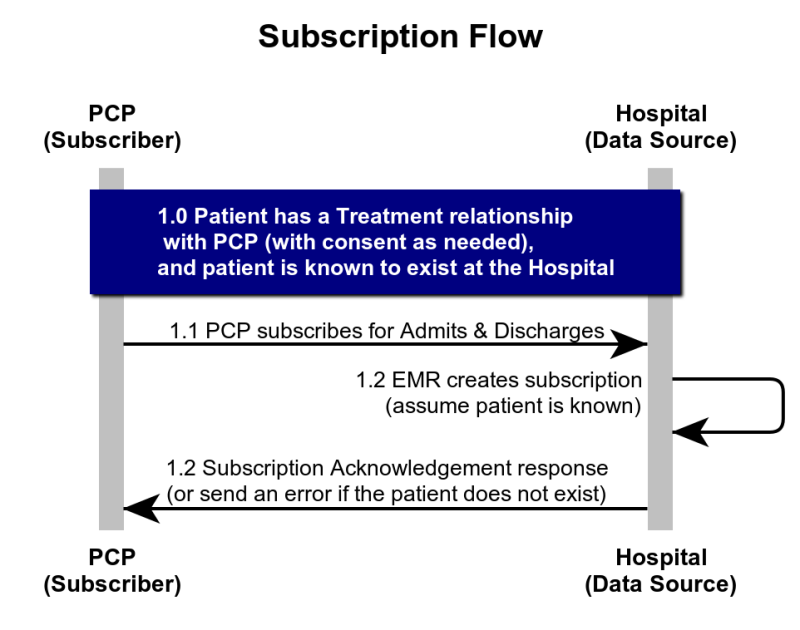 Subscription Flow
PCP
(Subscriber)
Hospital
(Data Source)
1.0 Patient has a Treatment relationship
with PCP (with consent as needed),
and patient is known to exist at the Hospital
1.1 PCP subscribes for Admits & Discharges
1.2 EMR creates subscription
(assume patient is known)
1.2 Subscription Acknowledgement response
(or send an error if the patient does not exist)
PCP
(Subscriber)
Hospital
(Data Source)